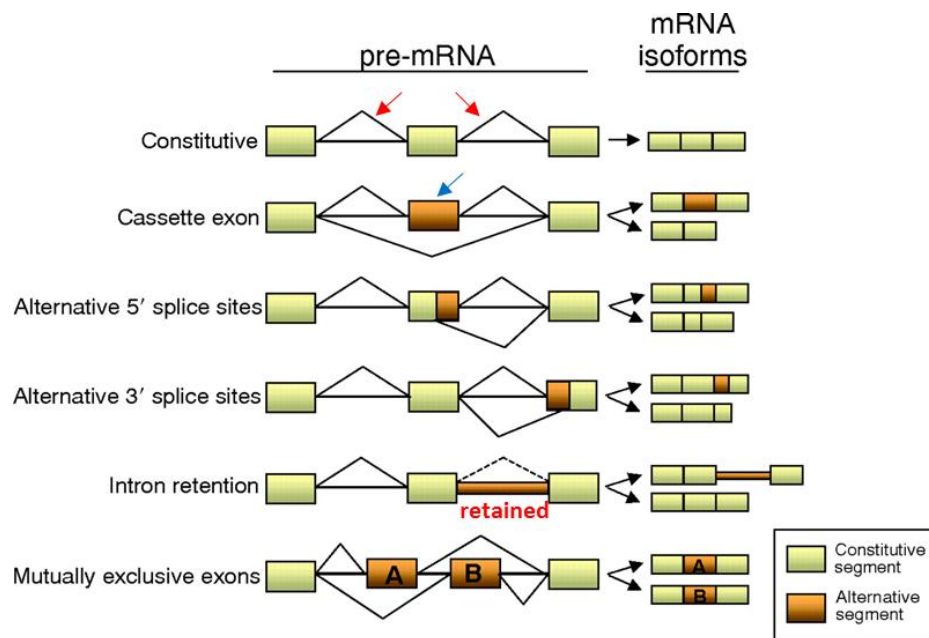 pre-mRNA
mRNA
isoforms
Constitutive
Cassette exon
Alternative 5′ splice sites
Alternative 3′ splice sites
Intron retention
retained
Mutually exclusive exons
A
B
A
B
Constitutive
segment
Alternative
segment